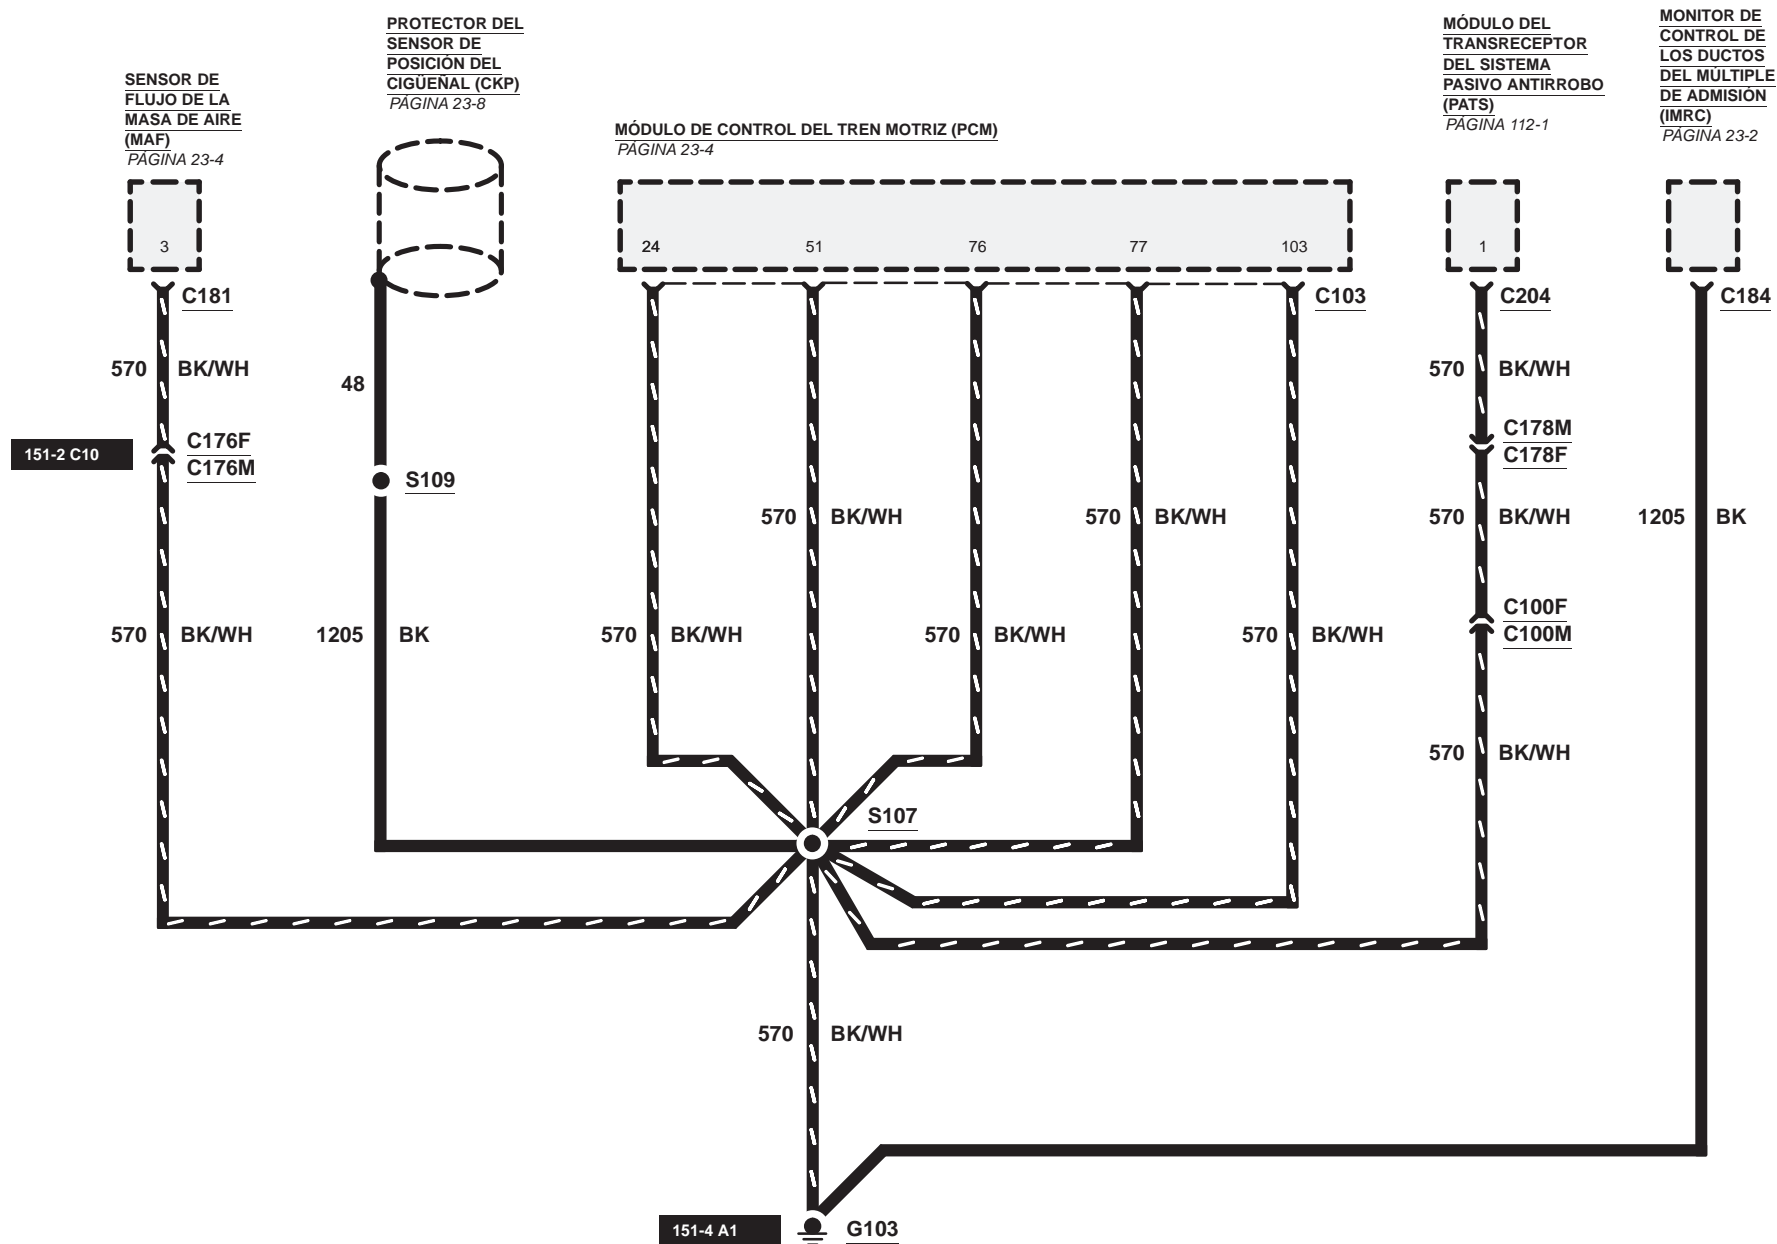 SENSOR DE
FLUJO DE LA
MASA DE AIRE
(MAF)
PÁGINA 23-4
PROTECTOR DEL
SENSOR DE
POSICIÓN DEL
CIGÜEÑAL (CKP)
PÁGINA 23-8
MÓDULO DE CONTROL DEL TREN MOTRIZ (PCM)
PÁGINA 23-4
MÓDULO DEL
TRANSRECEPTOR
DEL SISTEMA
PASIVO ANTIRROBO
(PATS)
PÁGINA 112-1
MONITOR DE
CONTROL DE
LOS DUCTOS
DEL MÚLTIPLE
DE ADMISIÓN
(IMRC)
PÁGINA 23-2
3
24
51
76
77
103
1
C181
C103
C204
C184
570 BK/WH
48
570 BK/WH
151-2 C10
C176F
C176M
S109
C178M
C178F
570 BK/WH
570 BK/WH
570 BK/WH
1205 BK
C100F
C100M
570 BK/WH
1205 BK
570 BK/WH
570 BK/WH
570 BK/WH
570 BK/WH
S107
570 BK/WH
151-4 A1
G103